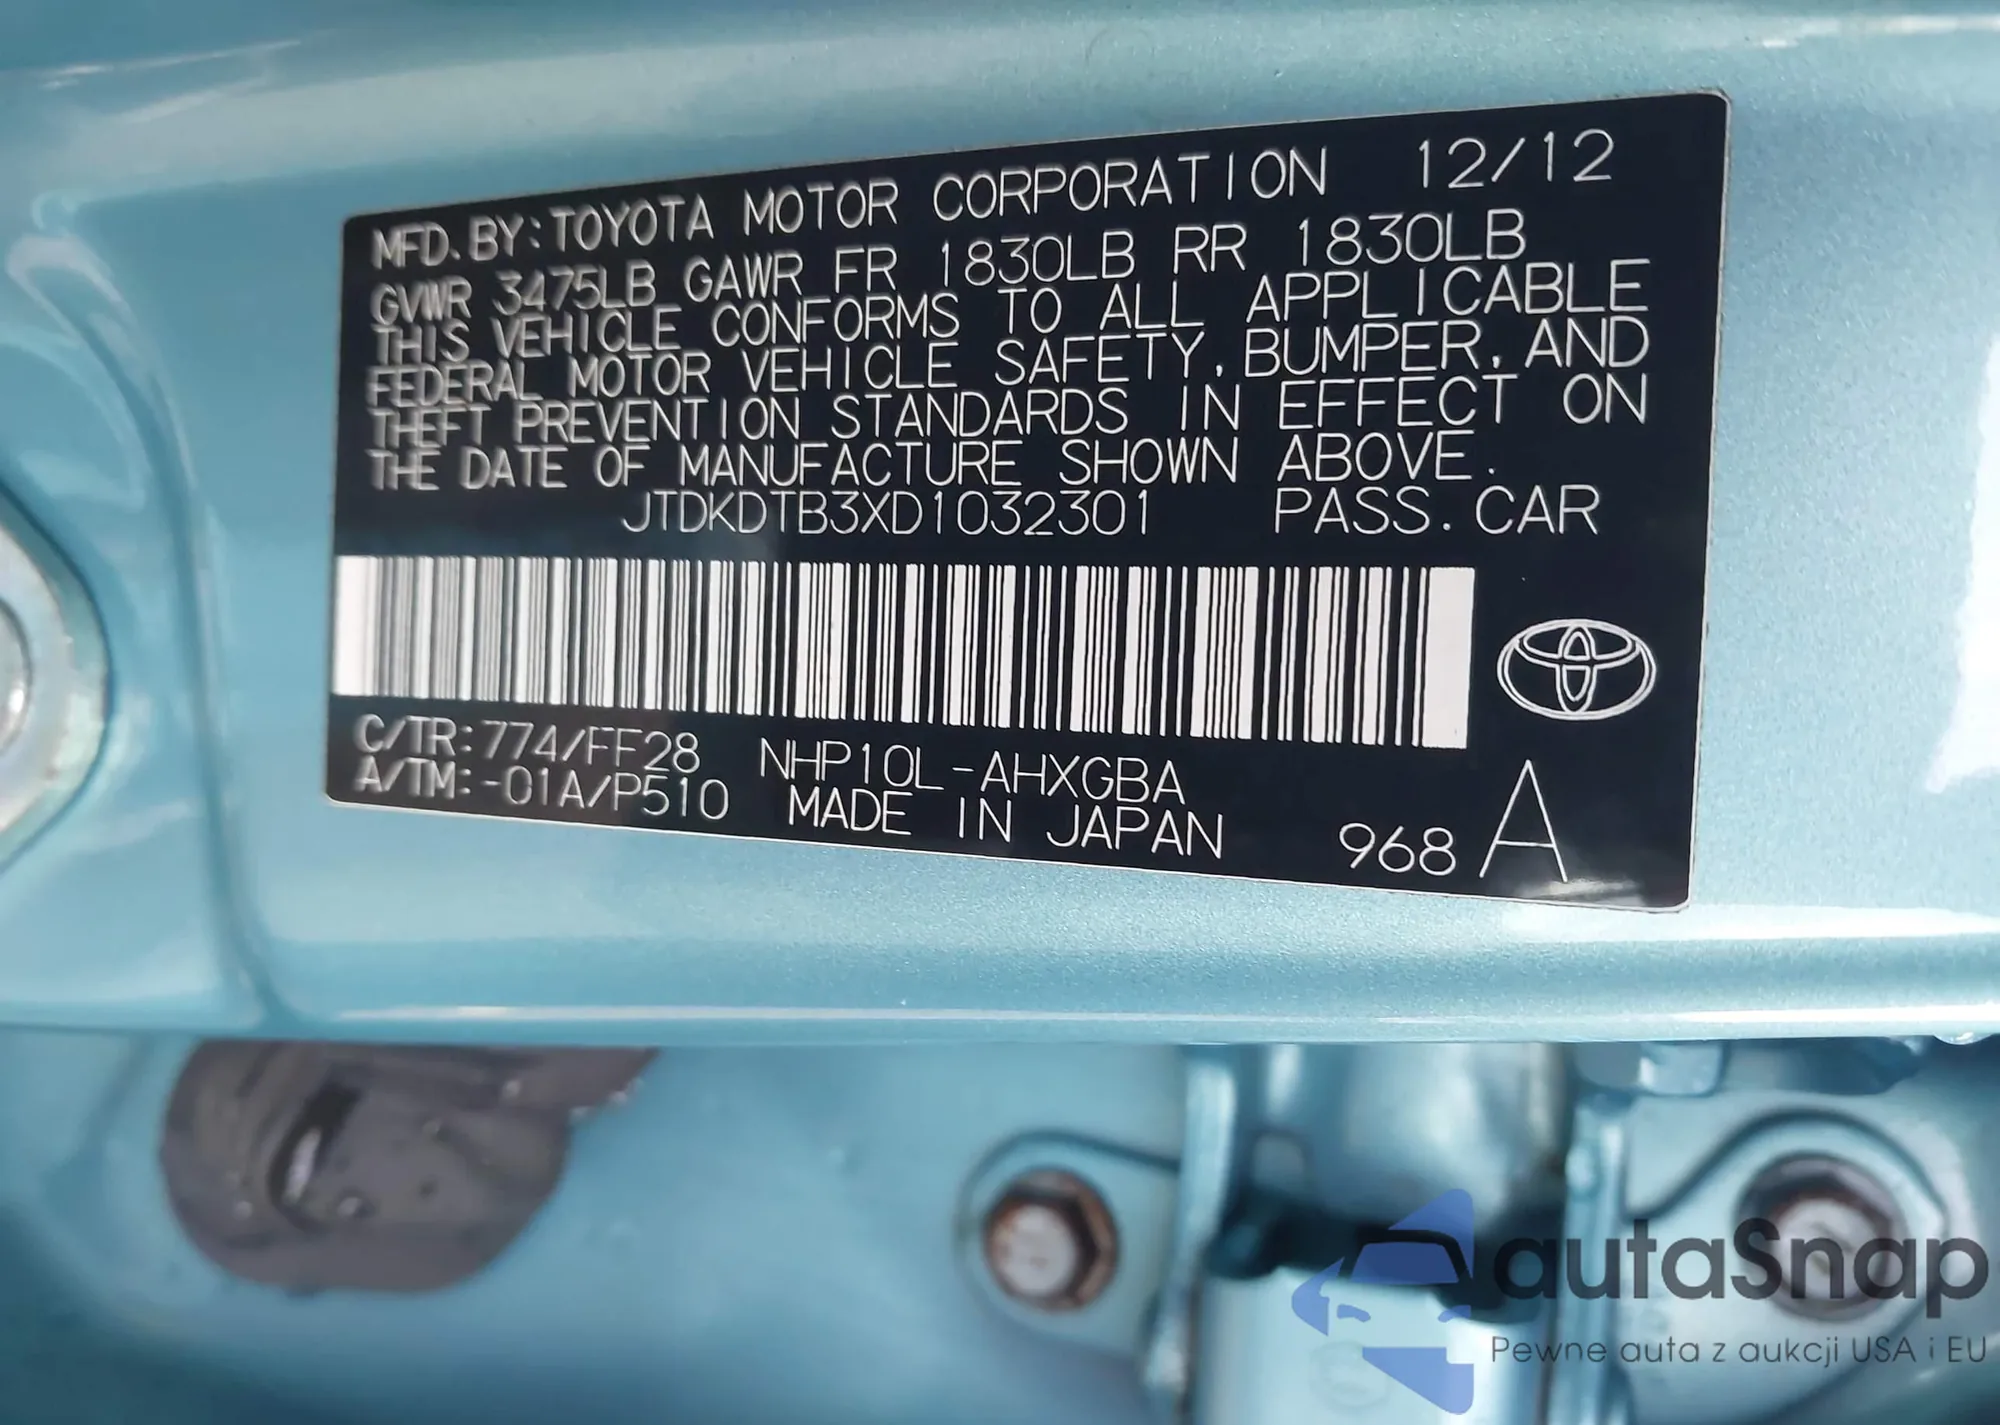 MFD. BY: TOYOTA MOTOR CORPORATION 12/12
GVWR 3475LB GAWR FR 1830LB RR 1830LB
THIS VEHICLE CONFORMS TO ALL APPLICABLE
FEDERAL MOTOR VEHICLE SAFETY, BUMPER, AND
THEFT PREVENTION STANDARDS IN EFFECT ON
THE DATE OF MANUFACTURE SHOWN ABOVE.
JTDKDTB3XD1032301 PASS. CAR
C/TR: 774/FF28 NHP10L-AHXGBA
A/TM: -01A/P510 MADE IN JAPAN 968 A
autaSnap
Pewne auta z aukcji USA i EU